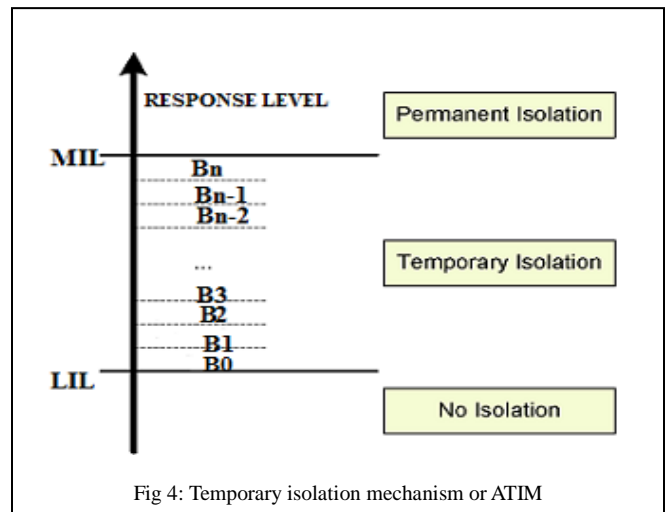 RESPONSE LEVEL
Permanent Isolation
MIL
Bn
Bn-1
Bn-2
...
Temporary Isolation
B3
B2
B1
B0
LIL
No Isolation
Fig 4: Temporary isolation mechanism or ATIM